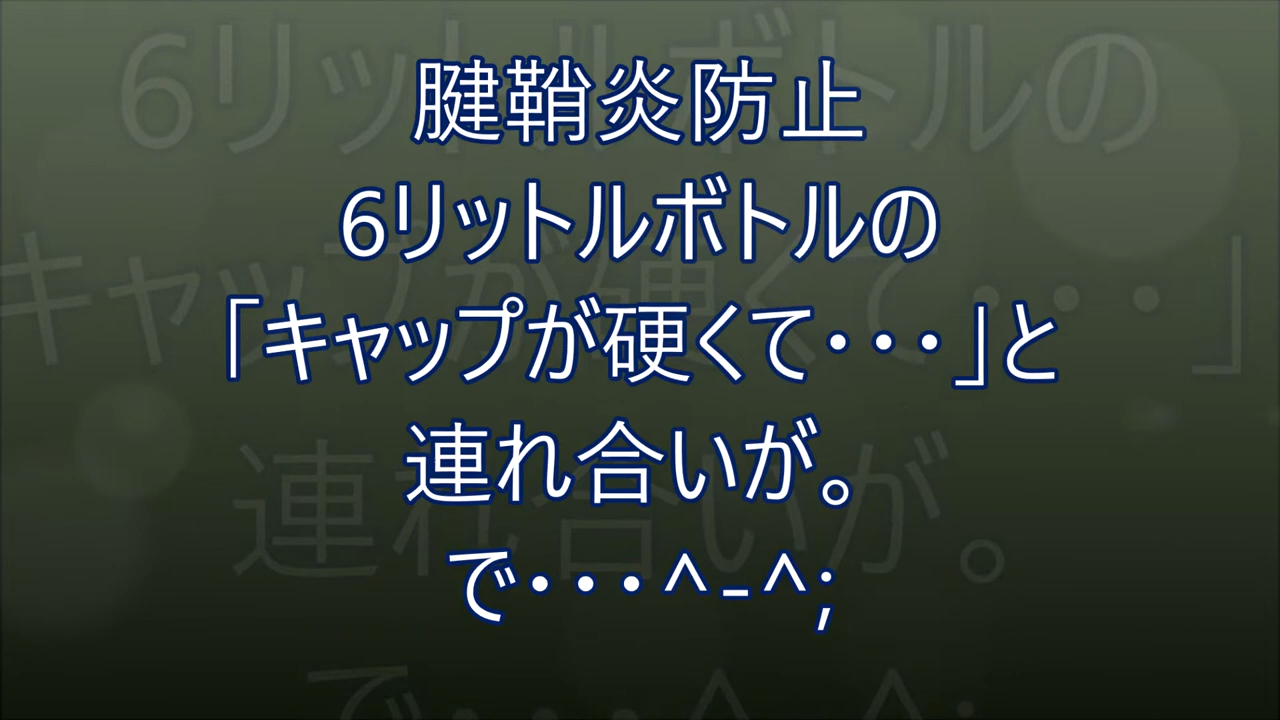 腱鞘炎防止
6リットルボトルの
「キャップが硬くて・・・」と
連れ合いが。
で・・・^-^;